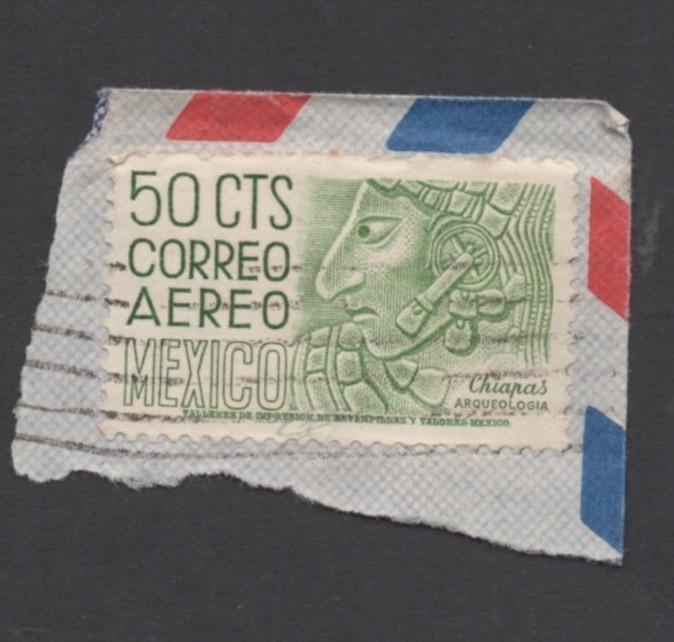 50 CTS
CORREO
AEREO
MEXICO
Chiapas
ARQUEOLOGIA
TALLERES DE IMPRESION DE ESTAMPILLAS Y VALORES-MEXICO.